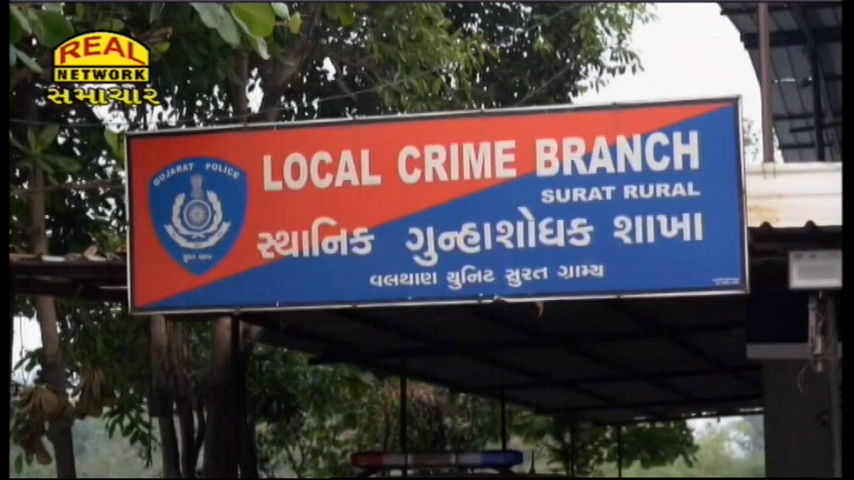 REAL
NETWORK
સમાચાર
GUJARAT POLICE
LOCAL CRIME BRANCH
SURAT RURAL
સ્થાનિક ગુન્હાશોધક શાખા
વલથાણ યુનિટ સુરત ગ્રામ્ય